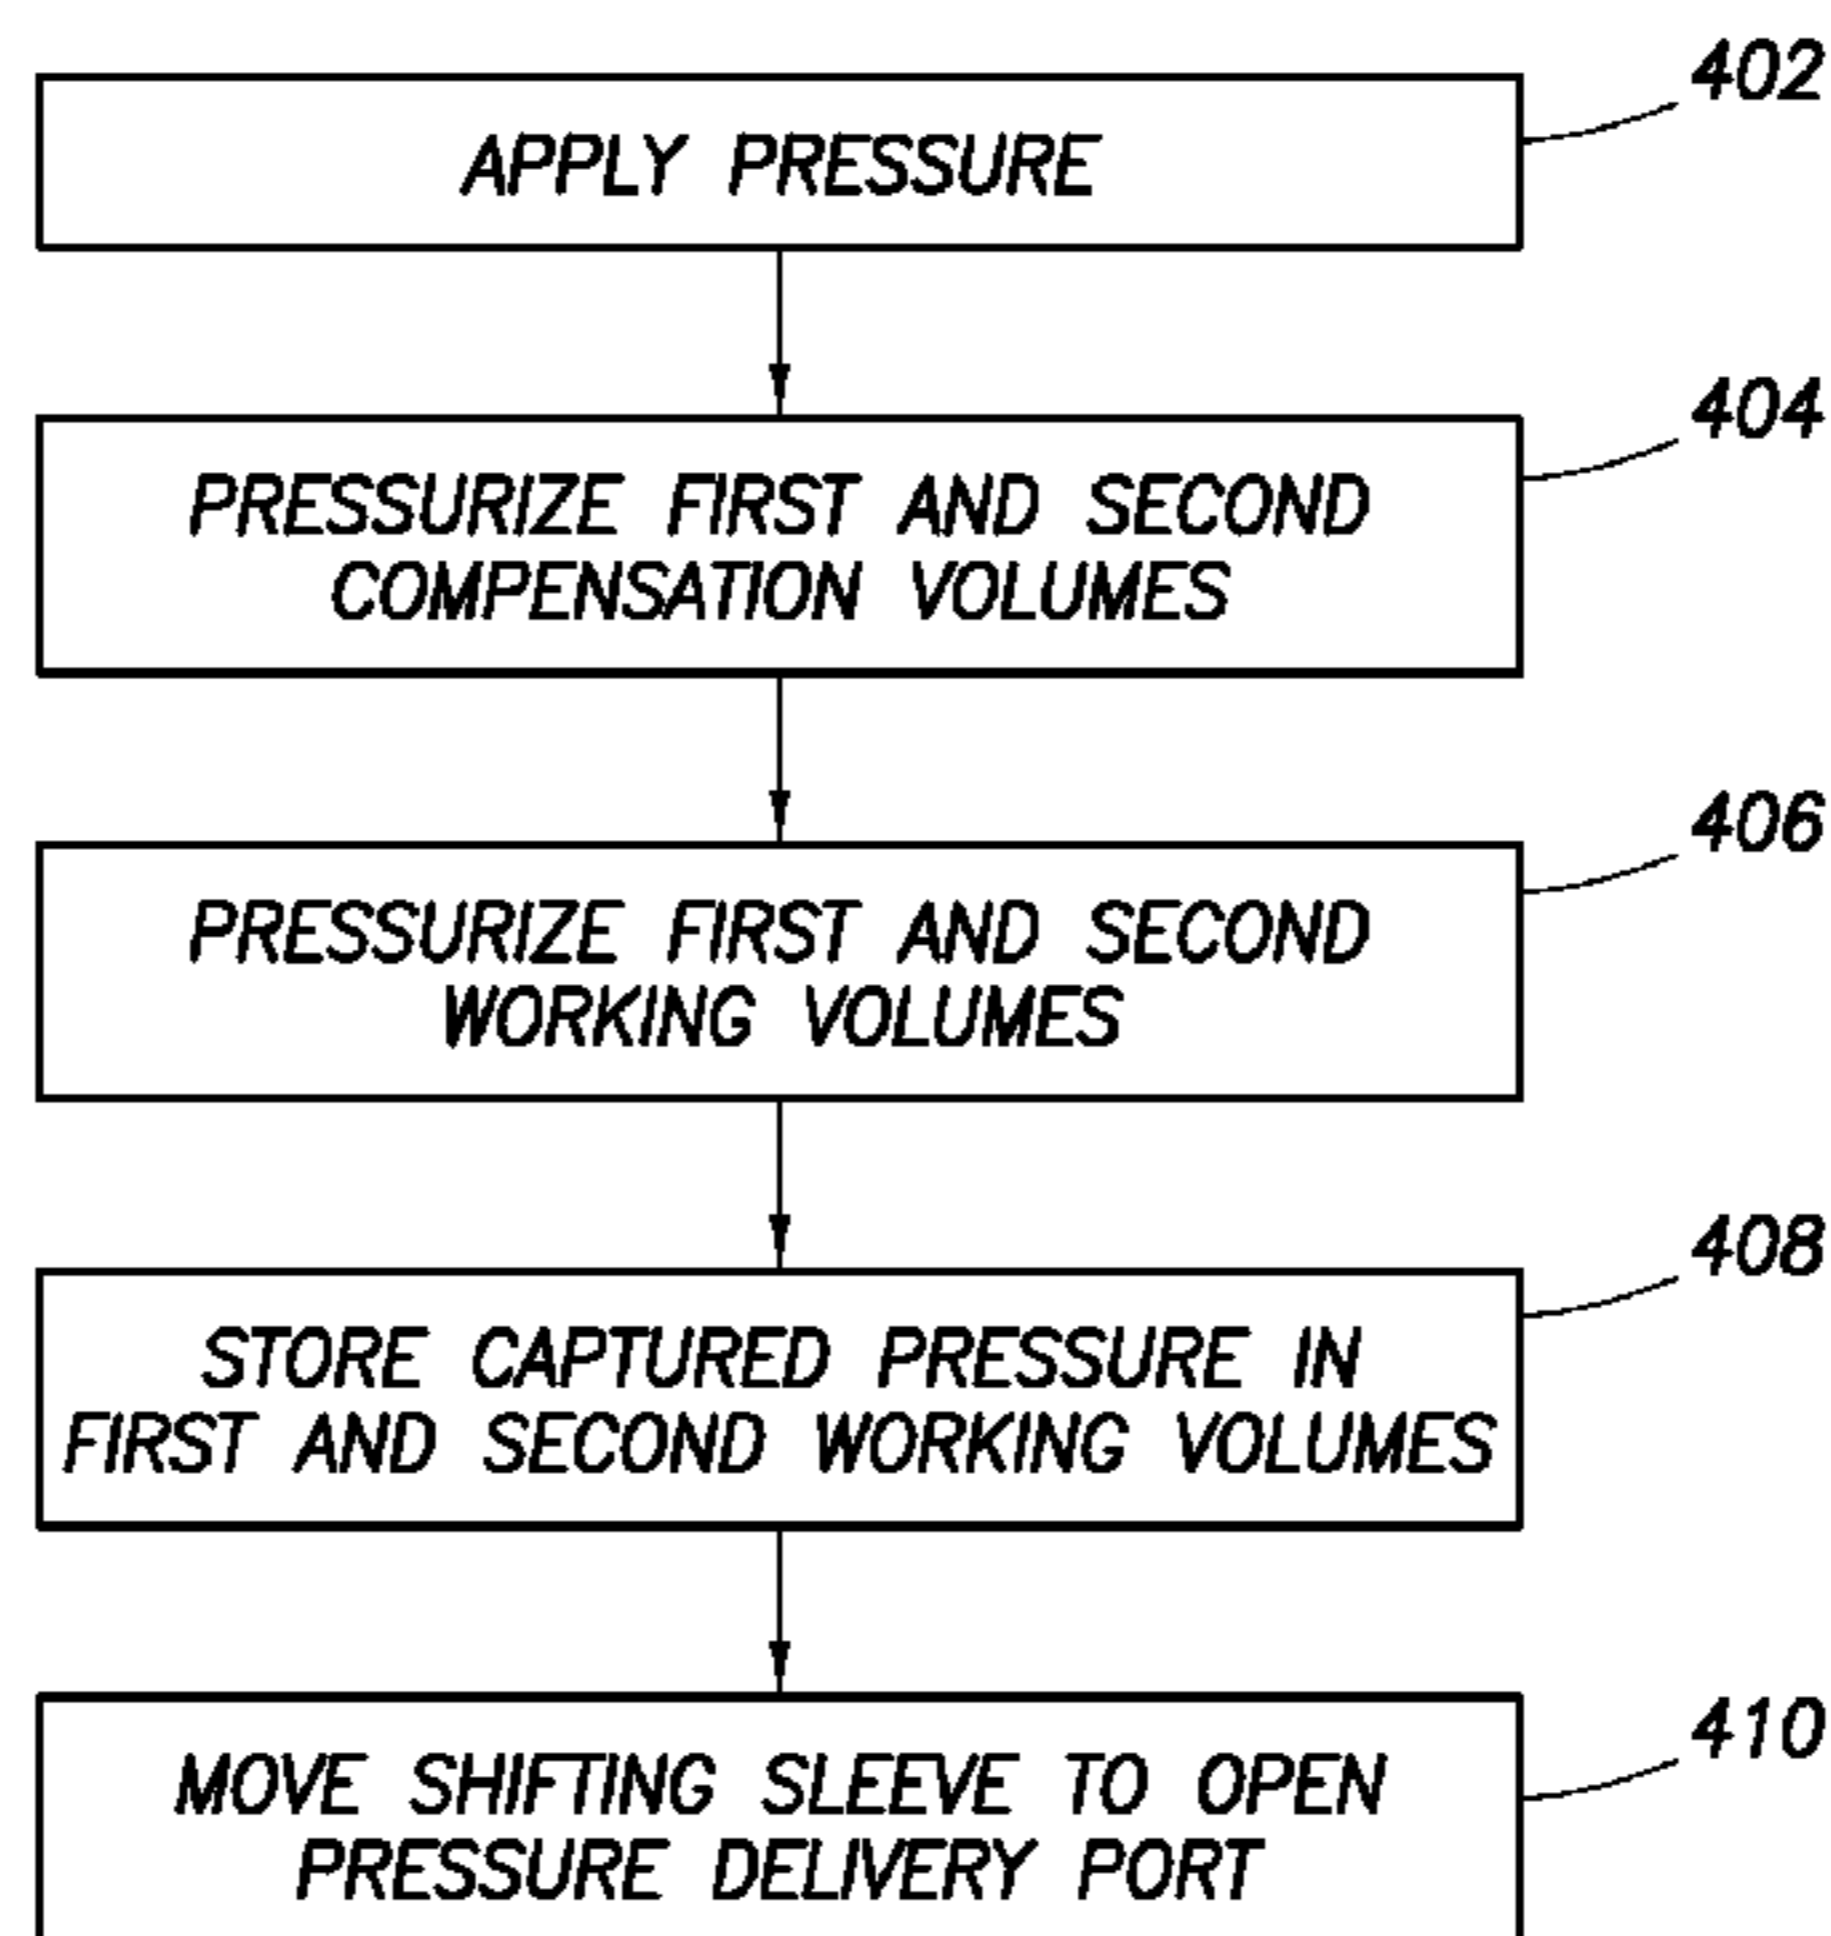 402
APPLY PRESSURE
404
PRESSURIZE FIRST AND SECOND
COMPENSATION VOLUMES
406
PRESSURIZE FIRST AND SECOND
WORKING VOLUMES
408
STORE CAPTURED PRESSURE IN
FIRST AND SECOND WORKING VOLUMES
410
MOVE SHIFTING SLEEVE TO OPEN
PRESSURE DELIVERY PORT